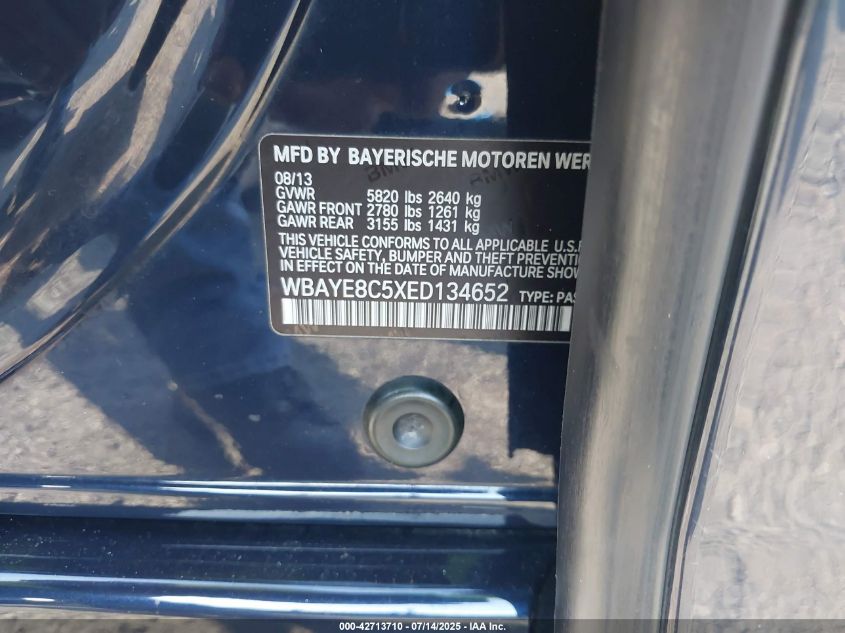 MFD BY BAYERISCHE MOTOREN WER
08/13
GVWR 5820 lbs 2640 kg
GAWR FRONT 2780 lbs 1261 kg
GAWR REAR 3155 lbs 1431 kg
THIS VEHICLE CONFORMS TO ALL APPLICABLE U.S.F
VEHICLE SAFETY, BUMPER AND THEFT PREVENTIO
IN EFFECT ON THE DATE OF MANUFACTURE SHOW
WBAYE8C5XED134652 TYPE: PAS
000-42713710 - 07/14/2025 - IAA Inc.